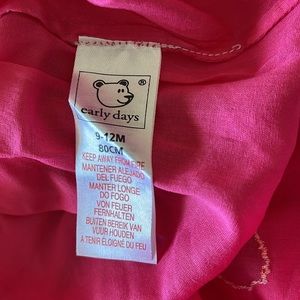 ®
early days
9-12M
80CM
KEEP AWAY FROM FIRE
MANTENER ALEJADO
DEL FUEGO
MANTER LONGE
DO FOGO
VON FEUER
FERNHALTEN
BUITEN BEREIK VAN
VUUR HOUDEN
A TENIR ÉLOIGNÉ DU FEU